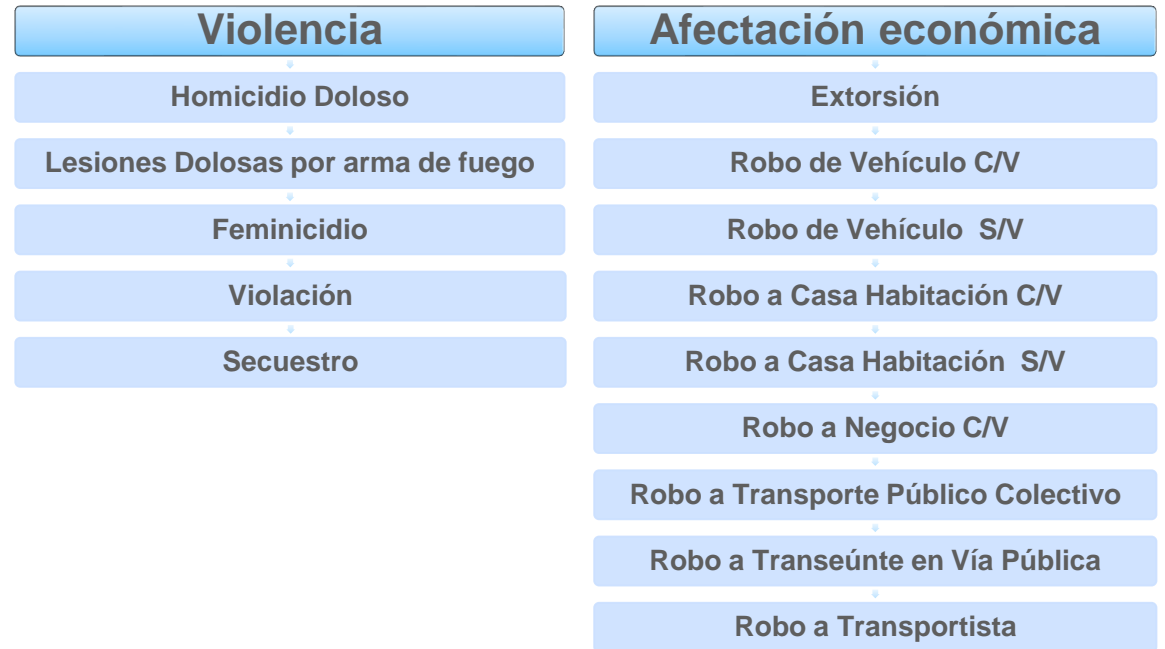 Violencia
Homicidio Doloso
Lesiones Dolosas por arma de fuego
Feminicidio
Violación
Secuestro
Afectación económica
Extorsión
Robo de Vehículo C/V
Robo de Vehículo S/V
Robo a Casa Habitación C/V
Robo a Casa Habitación S/V
Robo a Negocio C/V
Robo a Transporte Público Colectivo
Robo a Transeúnte en Vía Pública
Robo a Transportista